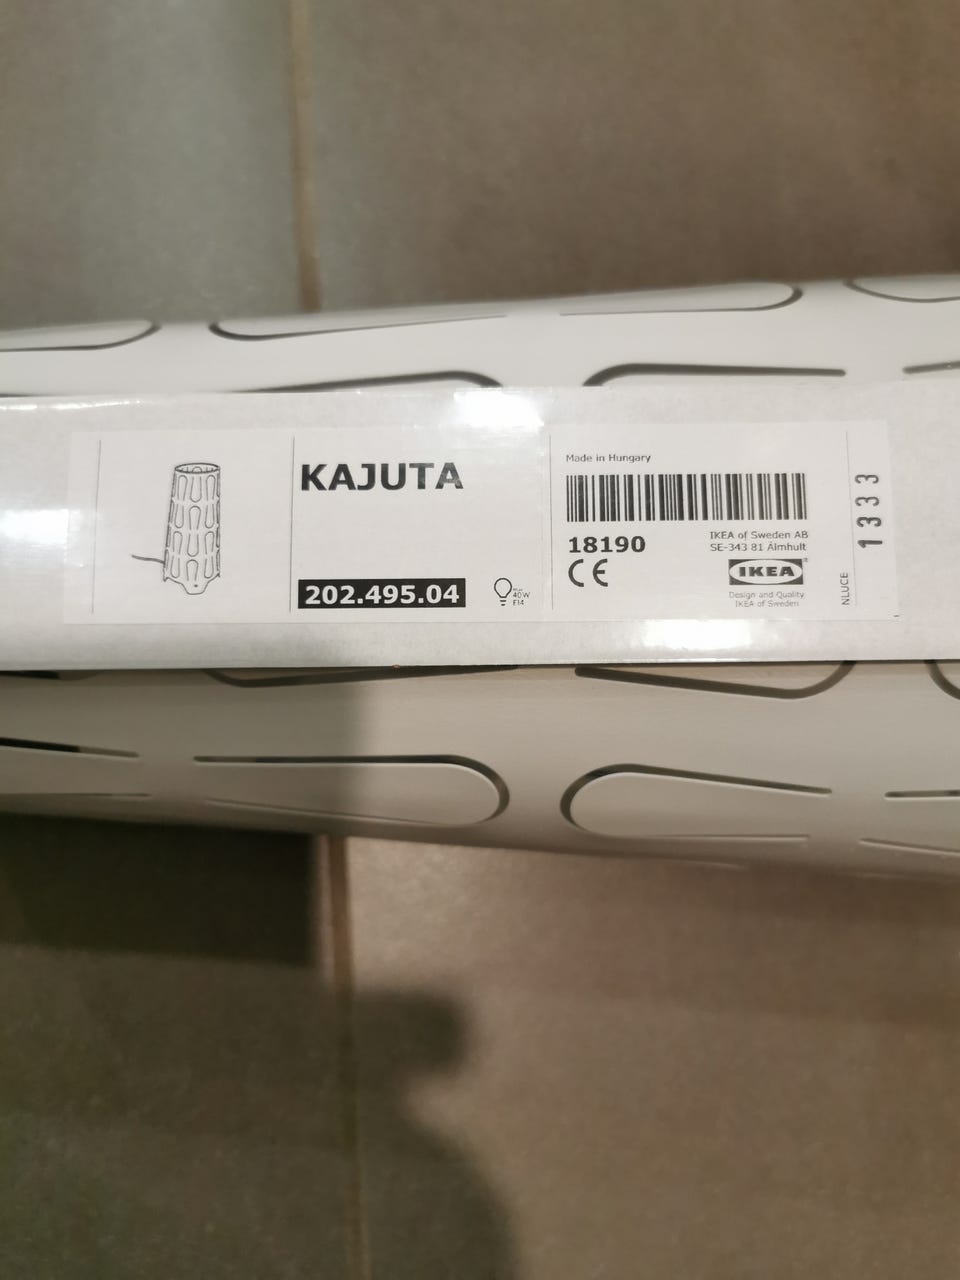 KAJUTA
202.495.04
max
40W
E14
Made in Hungary
18190
CE
IKEA of Sweden AB
SE-343 81 Älmhult
IKEA®
Design and Quality
IKEA of Sweden
NLUCE
1333